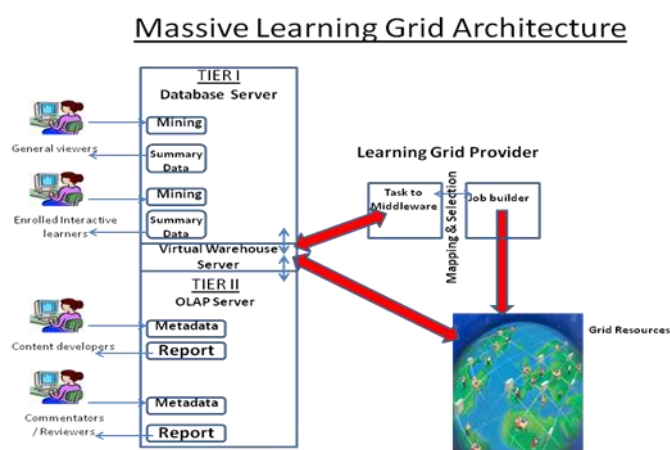 Massive Learning Grid Architecture
TIER I
Database Server
Mining
General viewers
Summary
Data
Mining
Enrolled Interactive
learners
Summary
Data
Virtual Warehouse
Server
TIER II
OLAP Server
Metadata
Content developers
Report
Metadata
Commentators
/ Reviewers
Report
Learning Grid Provider
Task to
Middleware
Mapping & Selection
Job builder
Grid Resources